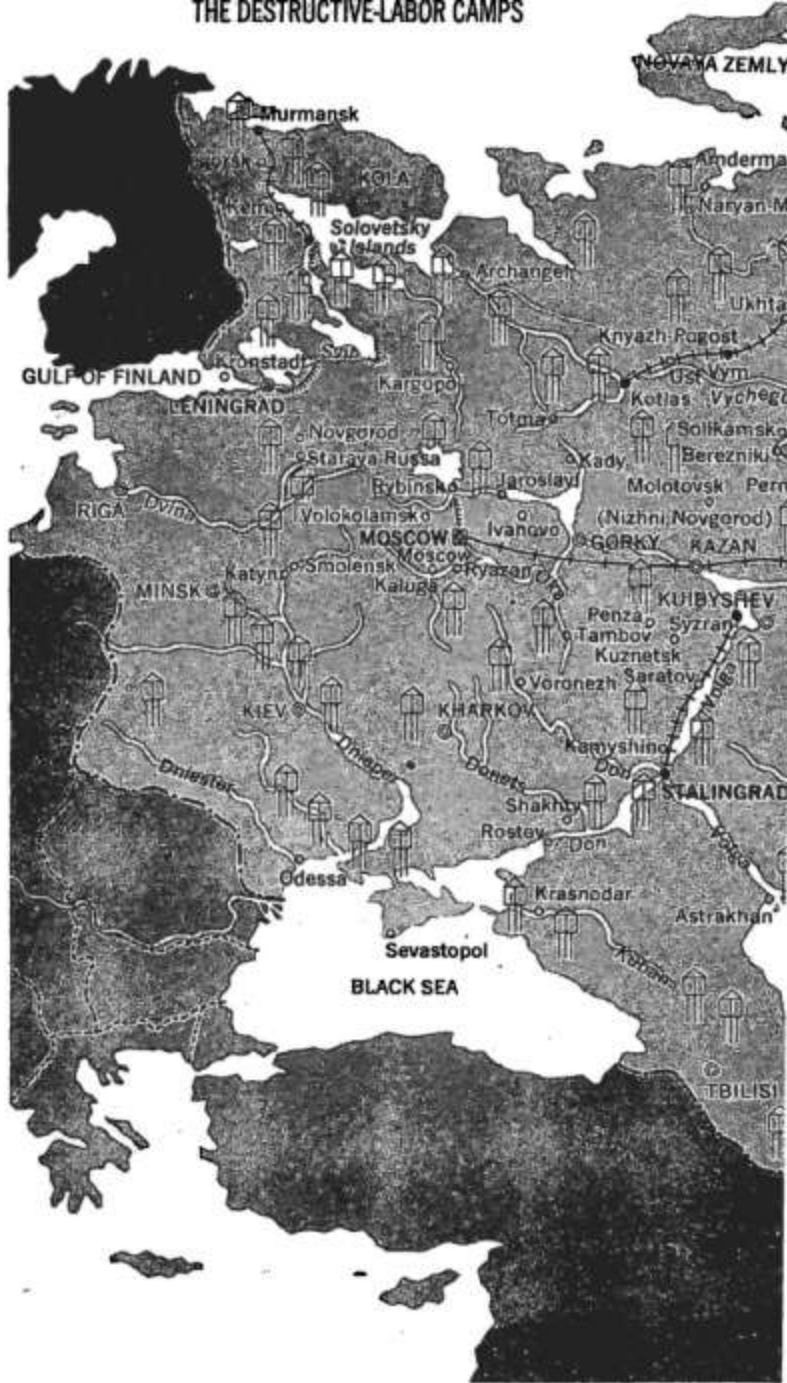 THE DESTRUCTIVE-LABOR CAMPS
NOVAYA ZEMLY
Murmansk
Amderma
KOLA
Naryan-M
Kem
Solovetsky
Islands
Archangel
Ukhta
Knyazh-Pogost
Kronstadt
Svir
GULF OF FINLAND
Ust Vym
Kargopo
LENINGRAD
Kotlas
Vychegd
Totma
Novgorod
Solikamsk
Staraya Russa
Kady
Berezniki
Rybinsk
Jaroslavl
Molotovsk
Perm
RIGA
Dvina
Volokolamsk
Ivanovo
(Nizhni Novgorod)
MOSCOW
GORKY
KAZAN
Moscow
Katyn
Smolensk
Ryazan
Oka
MINSK
Kaluga
KUIBYSHEV
Penza
Syzran
Tambov
Kuznetsk
Voronezh
Saratov
Volga
KIEV
KHARKOV
Kamyshin
Dnieper
Don
Dniester
Donets
STALINGRAD
Shakhty
Rostov
Don
Volga
Odessa
Krasnodar
Astrakhan
Sevastopol
Kuban
BLACK SEA
TBILISI